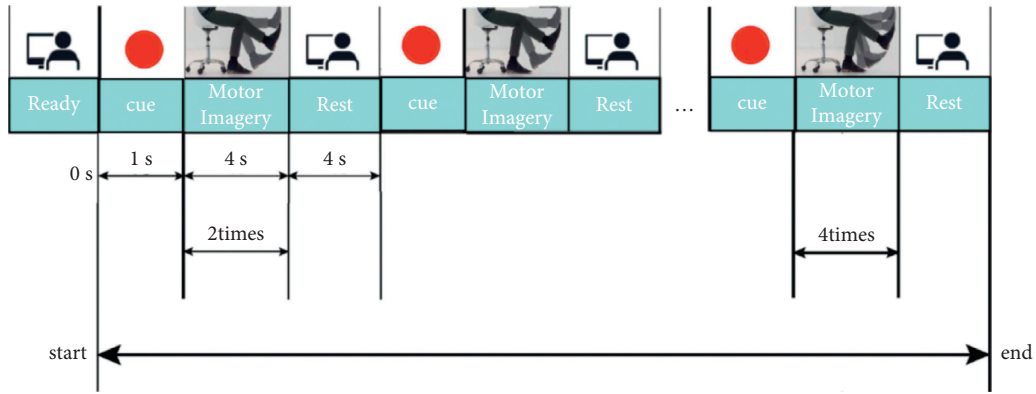 Ready
cue
Motor
Imagery
Rest
cue
Motor
Imagery
Rest
...
cue
Motor
Imagery
Rest
0 s
1 s
4 s
4 s
2times
4times
start
end